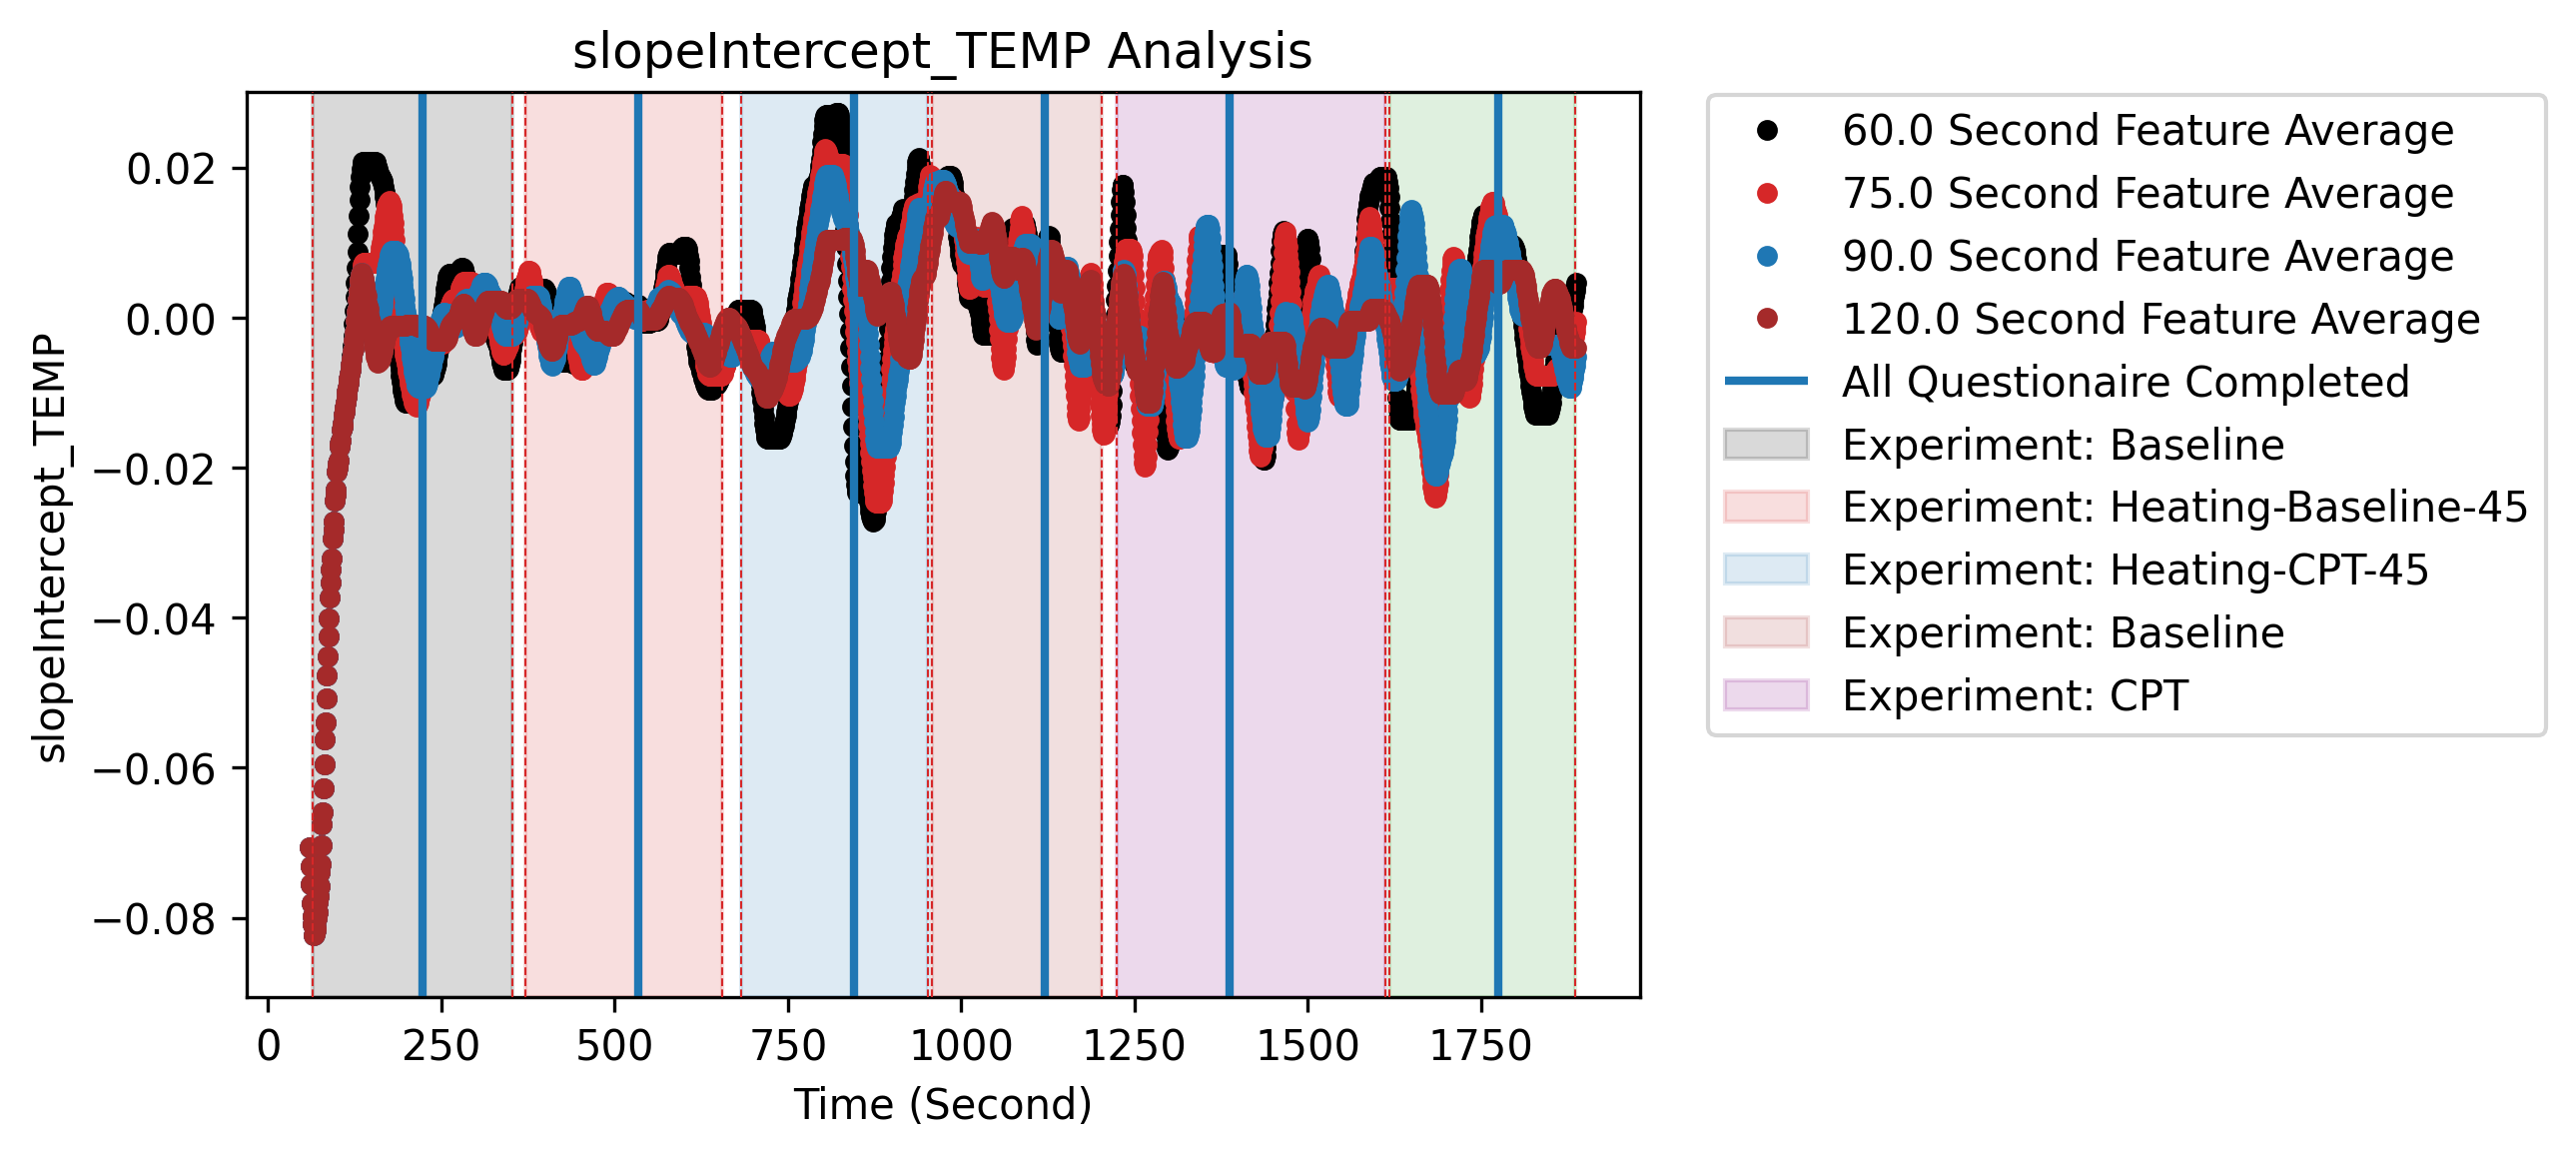 slopeIntercept_TEMP Analysis
slopeIntercept_TEMP
0.02
0.00
−0.02
−0.04
−0.06
−0.08
0 250 500 750 1000 1250 1500 1750
Time (Second)
60.0 Second Feature Average
75.0 Second Feature Average
90.0 Second Feature Average
120.0 Second Feature Average
All Questionaire Completed
Experiment: Baseline
Experiment: Heating-Baseline-45
Experiment: Heating-CPT-45
Experiment: Baseline
Experiment: CPT